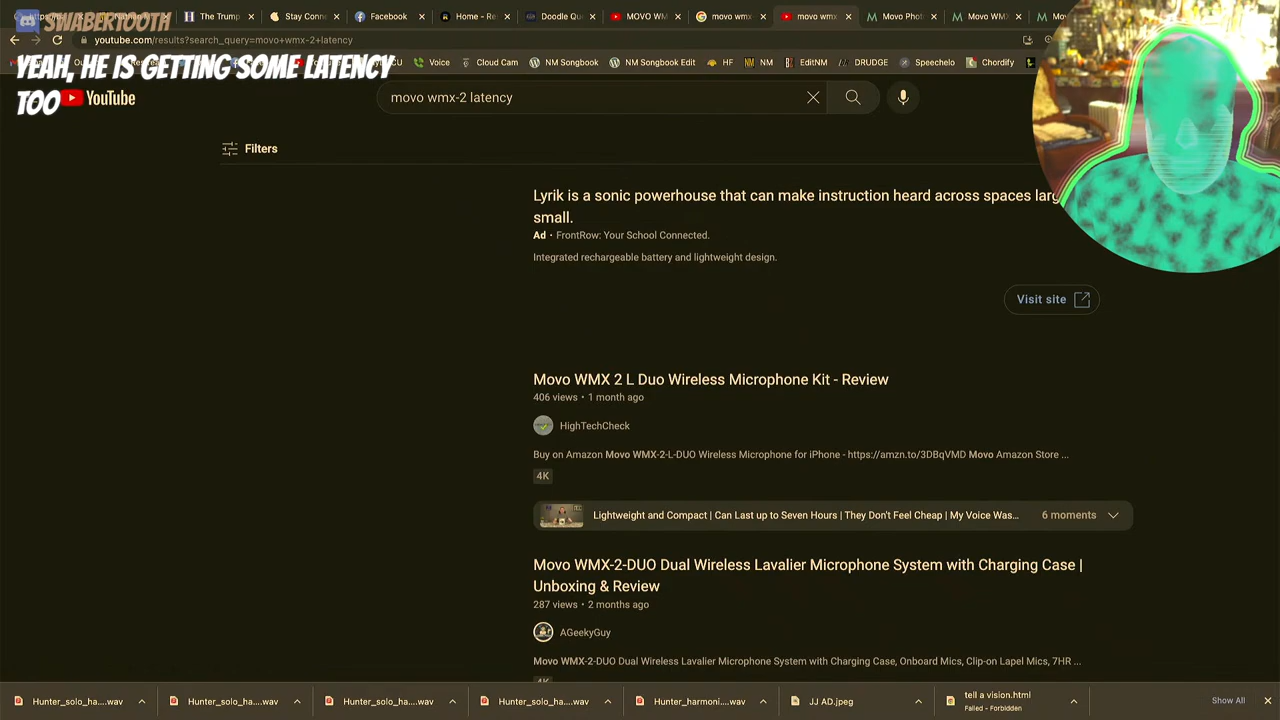 The Trump
Stay Conn
Facebook
Home - Re
Doodle Qu
MOVO WM
movo wmx
movo wmx
Movo Phot
Movo WM
Mov
SWABERTOOTH
youtube.com/results?search_query=movo+wmx-2+latency
Voice
Cloud Cam
NM Songbook
NM Songbook Edit
HF
NM
EditNM
DRUDGE
Speechelo
Chordify
YEAH, HE IS GETTING SOME LATENCY
TOO
YouTube
movo wmx-2 latency
Filters
Lyrik is a sonic powerhouse that can make instruction heard across spaces
small.
Ad · FrontRow: Your School Connected.
Integrated rechargeable battery and lightweight design.
Visit site
Movo WMX 2 L Duo Wireless Microphone Kit - Review
406 views • 1 month ago
HighTechCheck
Buy on Amazon Movo WMX-2-L-DUO Wireless Microphone for iPhone - https://amzn.to/3DBqVMD Movo Amazon Store ...
4K
Lightweight and Compact | Can Last up to Seven Hours | They Don't Feel Cheap | My Voice Was...
6 moments
Movo WMX-2-DUO Dual Wireless Lavalier Microphone System with Charging Case |
Unboxing & Review
287 views • 2 months ago
AGeekyGuy
Movo WMX-2-DUO Dual Wireless Lavalier Microphone System with Charging Case, Onboard Mics, Clip-on Lapel Mics, 7HR ...
4K
Hunter_solo_ha....wav
Hunter_solo_ha....wav
Hunter_solo_ha....wav
Hunter_solo_ha....wav
Hunter_harmoni....wav
JJ AD.jpeg
tell a vision.html
Failed - Forbidden
Show All